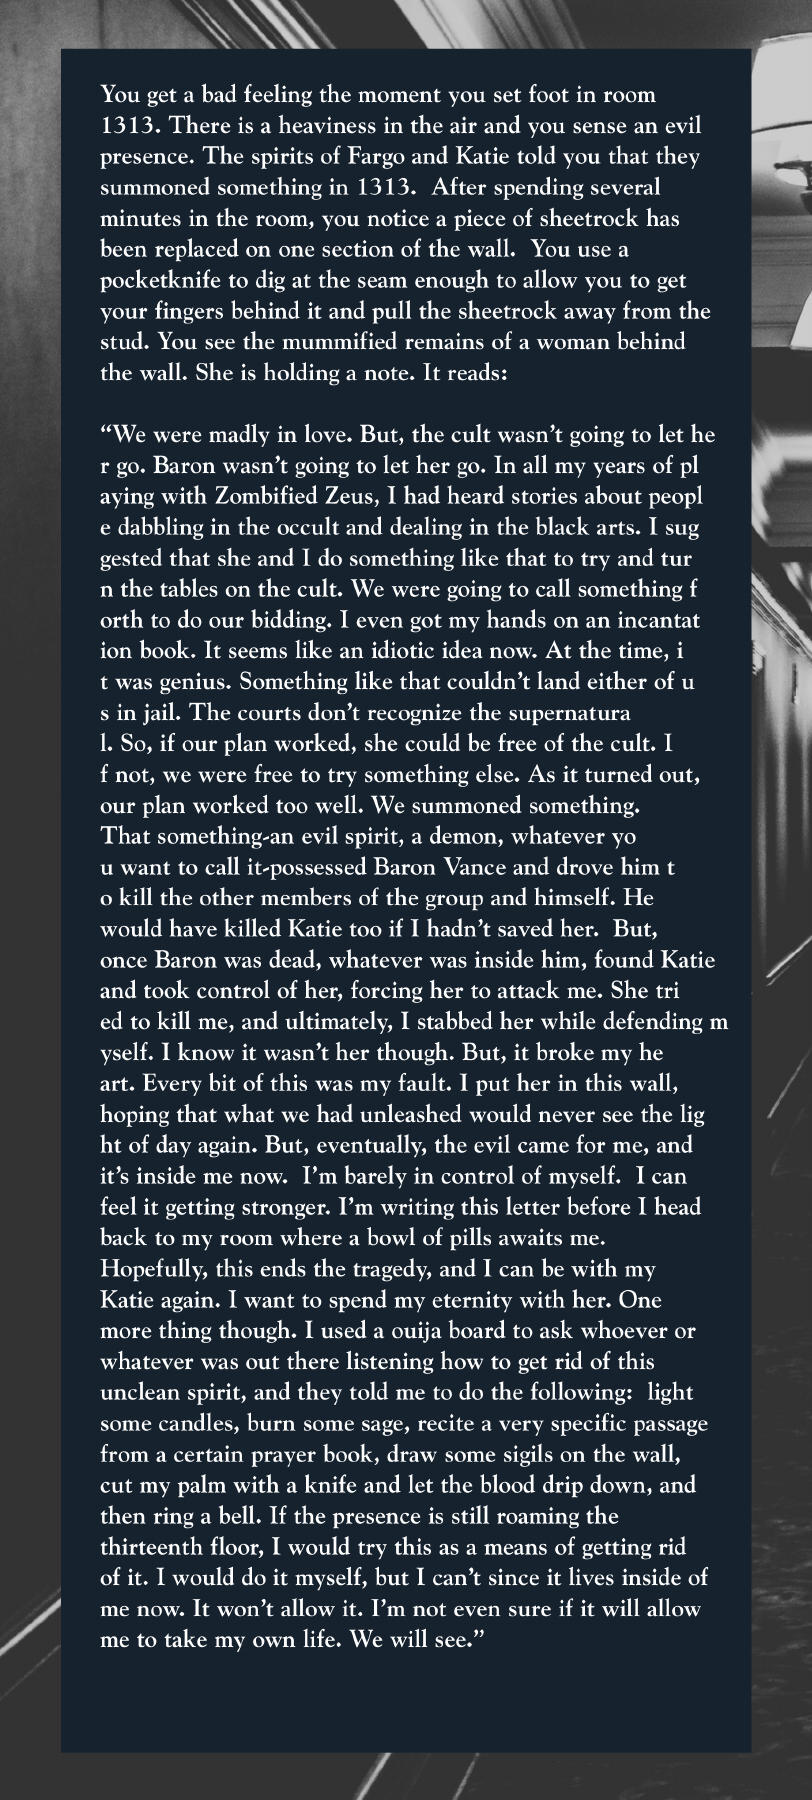 You get a bad feeling the moment you set foot in room
1313. There is a heaviness in the air and you sense an evil
presence. The spirits of Fargo and Katie told you that they
summoned something in 1313.  After spending several
minutes in the room, you notice a piece of sheetrock has
been replaced on one section of the wall.  You use a
pocketknife to dig at the seam enough to allow you to get
your fingers behind it and pull the sheetrock away from the
stud. You see the mummified remains of a woman behind
the wall. She is holding a note. It reads:

“We were madly in love. But, the cult wasn’t going to let he
r go. Baron wasn’t going to let her go. In all my years of pl
aying with Zombified Zeus, I had heard stories about peopl
e dabbling in the occult and dealing in the black arts. I sug
gested that she and I do something like that to try and tur
n the tables on the cult. We were going to call something f
orth to do our bidding. I even got my hands on an incantat
ion book. It seems like an idiotic idea now. At the time, i
t was genius. Something like that couldn’t land either of u
s in jail. The courts don’t recognize the supernatura
l. So, if our plan worked, she could be free of the cult. I
f not, we were free to try something else. As it turned out,
our plan worked too well. We summoned something.
That something-an evil spirit, a demon, whatever yo
u want to call it-possessed Baron Vance and drove him t
o kill the other members of the group and himself. He
would have killed Katie too if I hadn’t saved her.  But,
once Baron was dead, whatever was inside him, found Katie
and took control of her, forcing her to attack me. She tri
ed to kill me, and ultimately, I stabbed her while defending m
yself. I know it wasn’t her though. But, it broke my he
art. Every bit of this was my fault. I put her in this wall,
hoping that what we had unleashed would never see the lig
ht of day again. But, eventually, the evil came for me, and
it’s inside me now.  I’m barely in control of myself.  I can
feel it getting stronger. I’m writing this letter before I head
back to my room where a bowl of pills awaits me.
Hopefully, this ends the tragedy, and I can be with my
Katie again. I want to spend my eternity with her. One
more thing though. I used a ouija board to ask whoever or
whatever was out there listening how to get rid of this
unclean spirit, and they told me to do the following:  light
some candles, burn some sage, recite a very specific passage
from a certain prayer book, draw some sigils on the wall,
cut my palm with a knife and let the blood drip down, and
then ring a bell. If the presence is still roaming the
thirteenth floor, I would try this as a means of getting rid
of it. I would do it myself, but I can’t since it lives inside of
me now. It won’t allow it. I’m not even sure if it will allow
me to take my own life. We will see.”